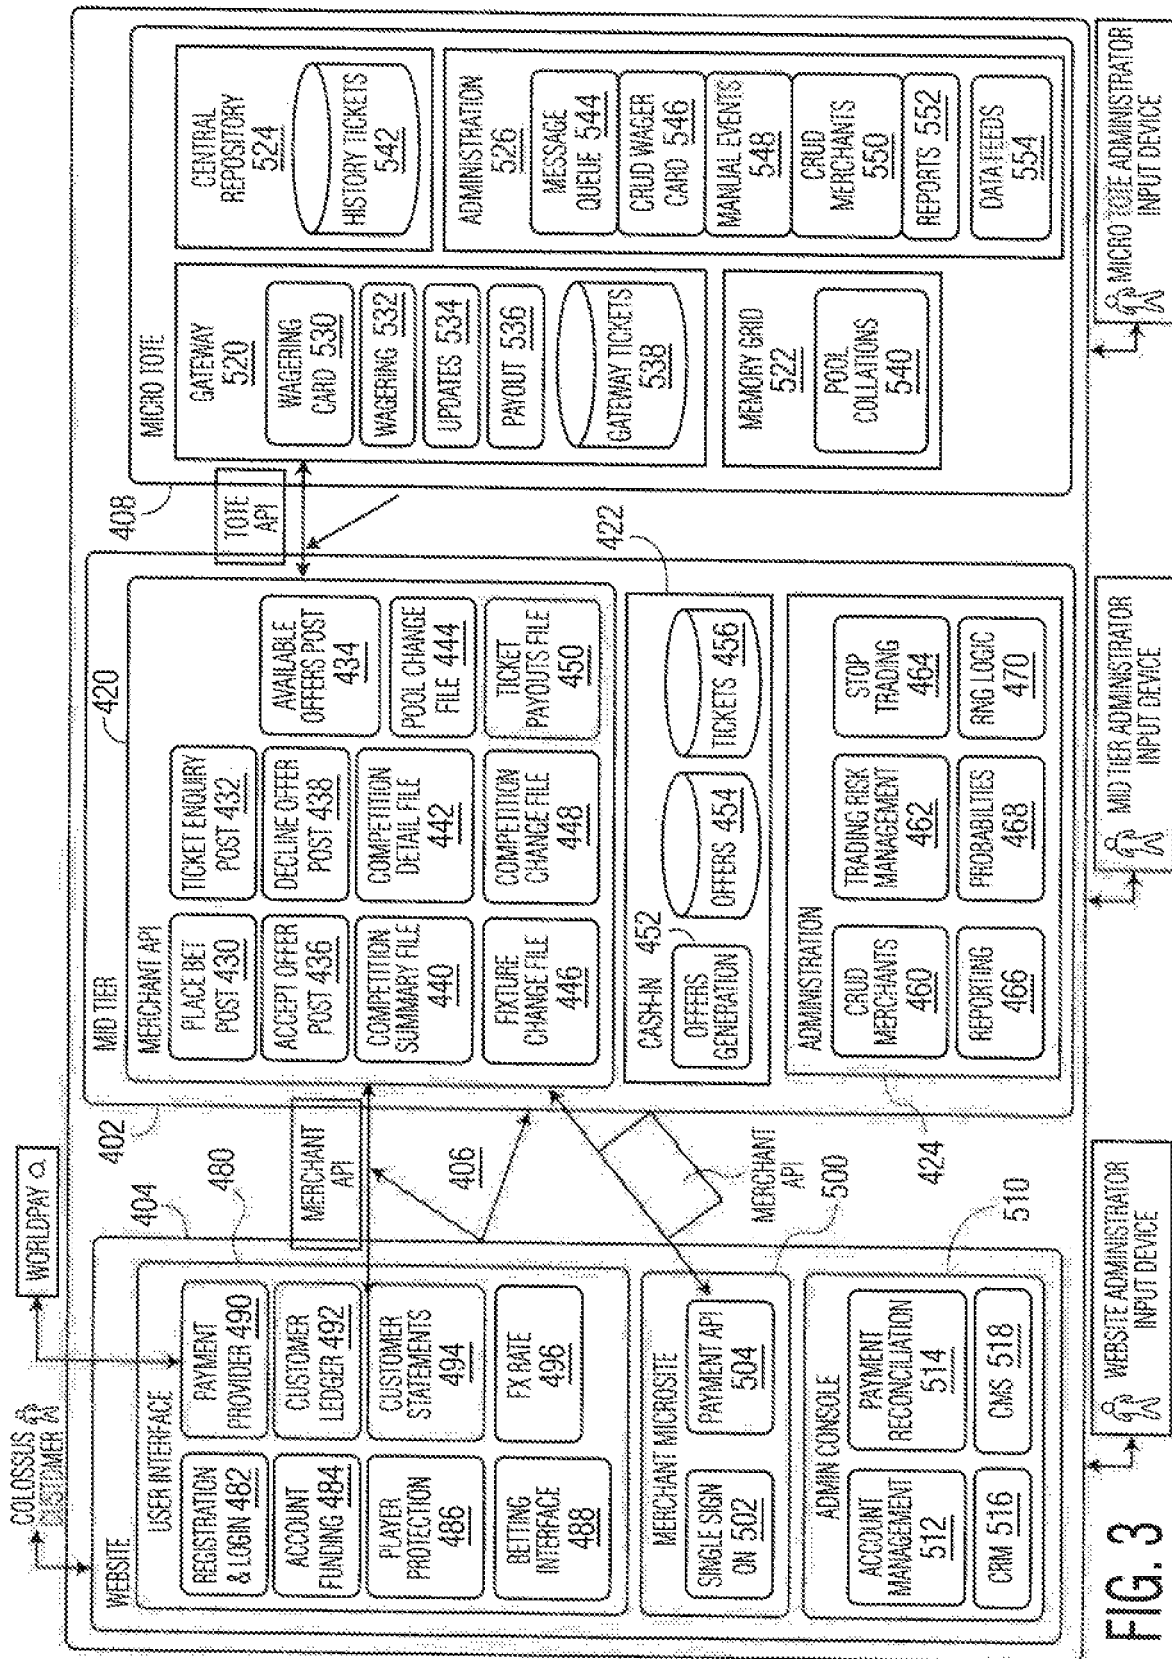 COLOSSUS
CUSTOMER
WORLDPAY
404
480
WEBSITE
USER INTERFACE
REGISTRATION
& LOGIN 482
PAYMENT
PROVIDER 490
ACCOUNT
FUNDING 484
CUSTOMER
LEDGER 492
PLAYER
PROTECTION
486
CUSTOMER
STATEMENTS
494
BETTING
INTERFACE
488
FX RATE
496
MERCHANT MICROSITE
SINGLE SIGN
ON 502
PAYMENT API
504
500
ADMIN CONSOLE
ACCOUNT
MANAGEMENT
512
PAYMENT
RECONCILIATION
514
CRM 516
CMS 518
510
WEBSITE ADMINISTRATOR
INPUT DEVICE
MERCHANT
API
406
MERCHANT
API
402
420
MID TIER
MERCHANT API
PLACE BET
POST 430
TICKET ENQUIRY
POST 432
AVAILABLE
OFFERS POST
434
ACCEPT OFFER
POST 436
DECLINE OFFER
POST 438
COMPETITION
SUMMARY FILE
440
COMPETITION
DETAIL FILE
442
POOL CHANGE
FILE 444
FIXTURE
CHANGE FILE
446
COMPETITION
CHANGE FILE
448
TICKET
PAYOUTS FILE
450
422
CASH-IN
452
OFFERS
GENERATION
OFFERS 454
TICKETS 456
ADMINISTRATION
CRUD
MERCHANTS
460
TRADING RISK
MANAGEMENT
462
STOP
TRADING
464
REPORTING
466
PROBABILTIES
468
RNG LOGIC
470
424
MID TIER ADMINISTRATOR
INPUT DEVICE
TOTE
API
408
MICRO TOTE
GATEWAY
520
WAGERING
CARD 530
WAGERING 532
UPDATES 534
PAYOUT 536
GATEWAY TICKETS
538
MEMORY GRID
522
POOL
COLLATIONS
540
CENTRAL
REPOSITORY
524
HISTORY TICKETS
542
ADMINISTRATION
526
MESSAGE
QUEUE 544
CRUD WAGER
CARD 546
MANUAL EVENTS
548
CRUD
MERCHANTS
550
REPORTS 552
DATA FEEDS
554
MICRO TOTE ADMINISTRATOR
INPUT DEVICE
FIG. 3